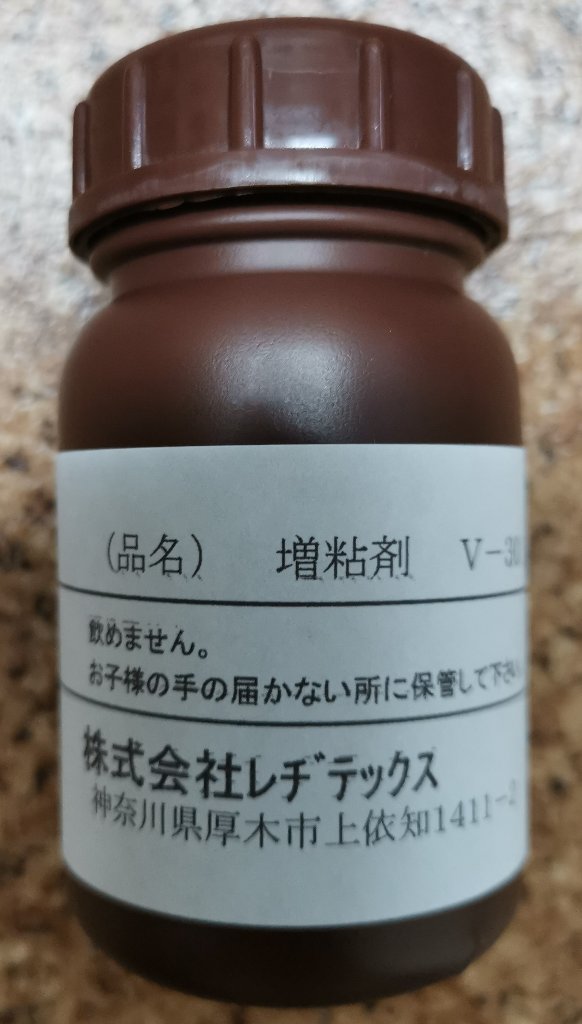 (品名) 増粘剤 V-30
飲めません。
お子様の手の届かない所に保管して下さい
株式会社レヂテックス
神奈川県厚木市上依知1411-2